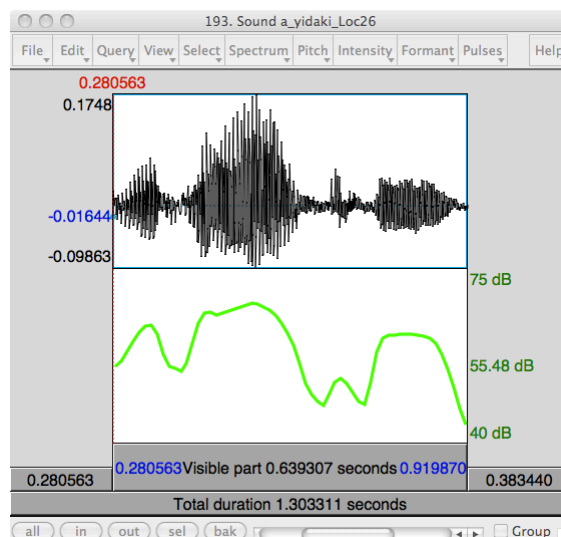 193. Sound a_yidaki_Loc26
File Edit Query View Select Spectrum Pitch Intensity Formant Pulses Help
0.280563
0.1748
-0.01644
-0.09863
75 dB
55.48 dB
40 dB
0.280563 Visible part 0.639307 seconds 0.919870
0.280563 0.383440
Total duration 1.303311 seconds
all in out sel bak Group